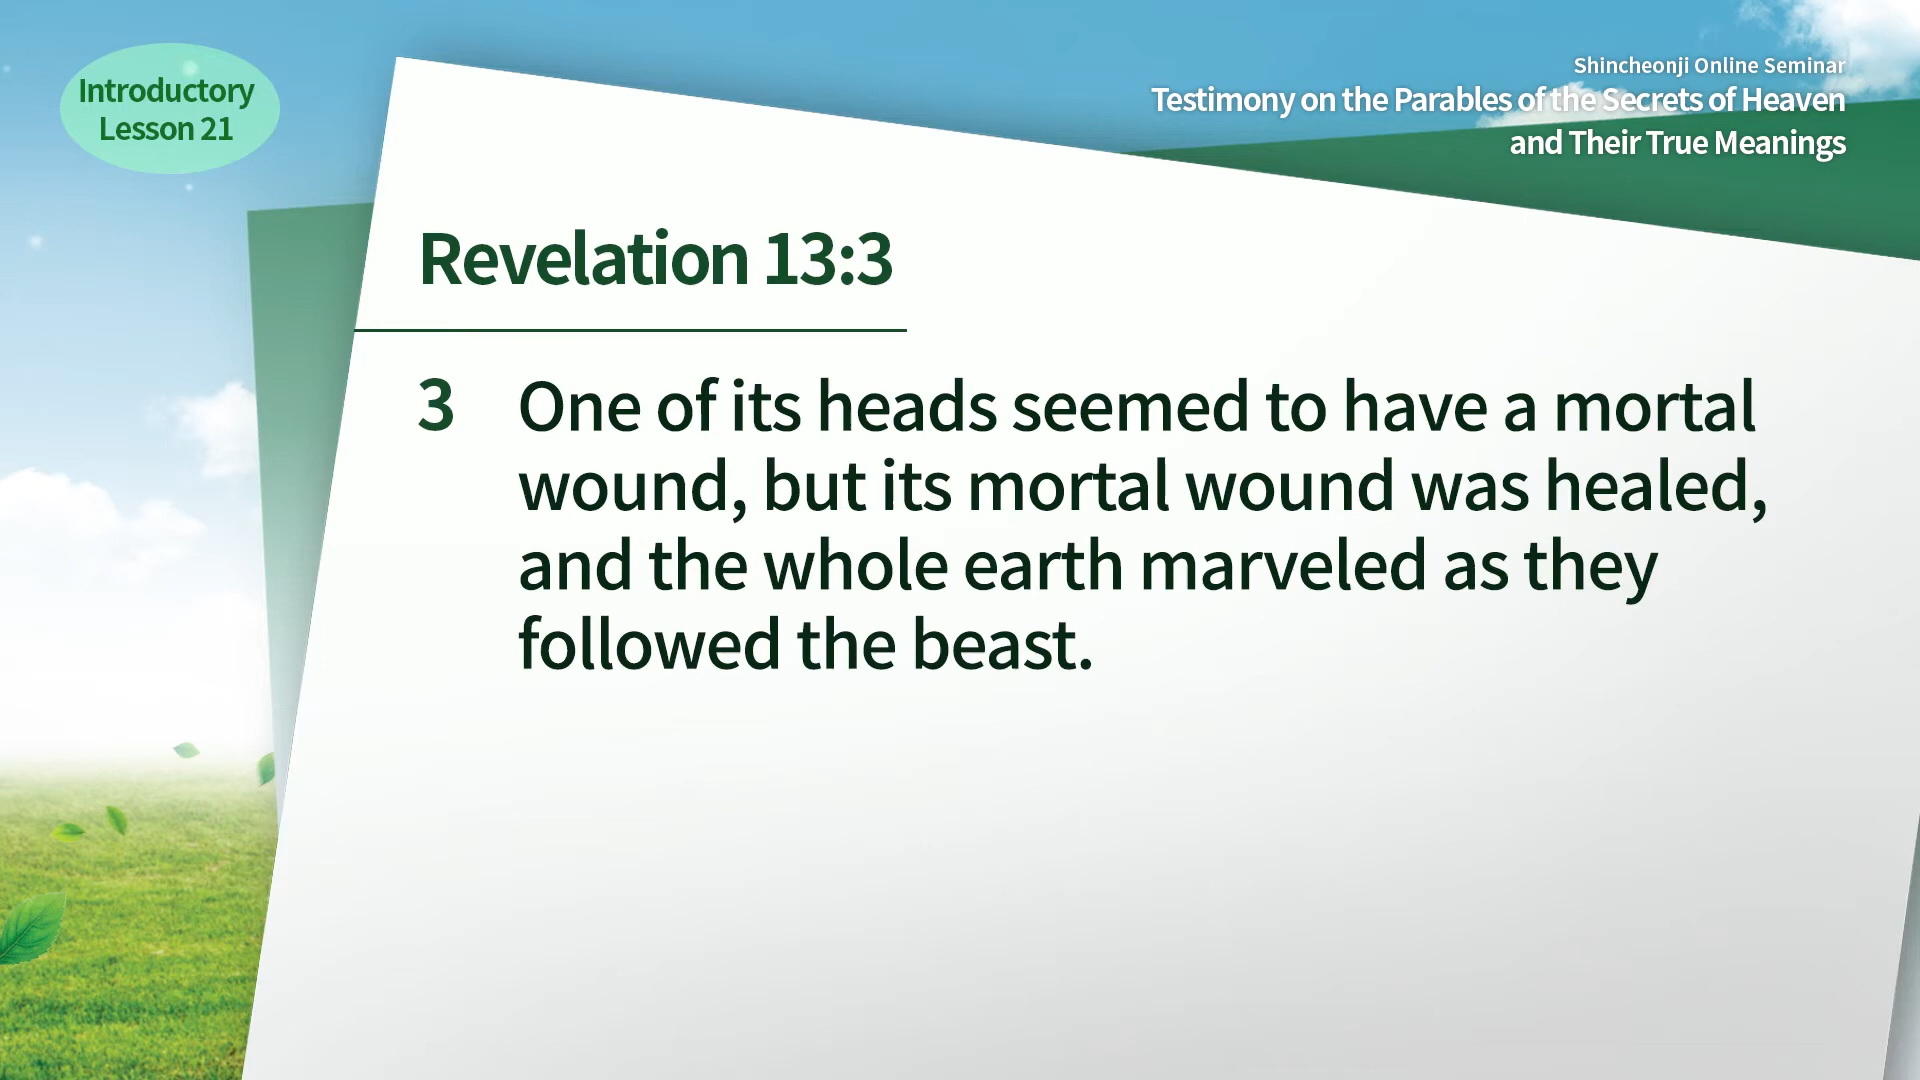 Introductory
Lesson 21
Shincheonji Online Seminar
Testimony on the Parables of the Secrets of Heaven
and Their True Meanings
Revelation 13:3
3 One of its heads seemed to have a mortal
wound, but its mortal wound was healed,
and the whole earth marveled as they
followed the beast.